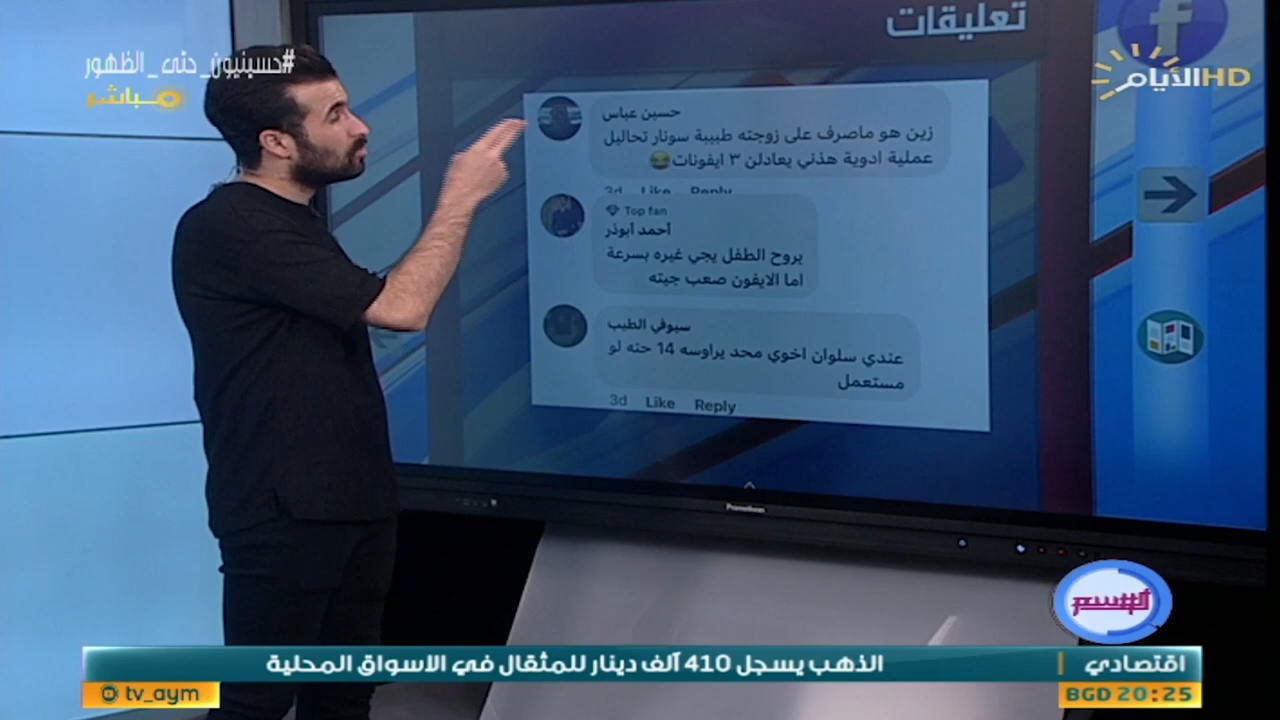 #حسينيون_حتى_الظهور
مباشر
الأيام HD
تعليقات
حسين عباس
زين هو ماصرف على زوجته طبيبة سونار تحاليل
عملية ادوية هذني يعادلن ٣ ايفونات😂
3d Like Reply
Top fan
أحمد أبوذر
يروح الطفل يجي غيره بسرعة
اما الايفون صعب جيته
سيوفي الطيب
عندي سلوان اخوي محد يراوسه 14 حته لو
مستعمل
3d Like Reply
Promethean
اقتصادي
الذهب يسجل 410 آلف دينار للمثقال في الاسواق المحلية
tv_aym
BGD 20:25